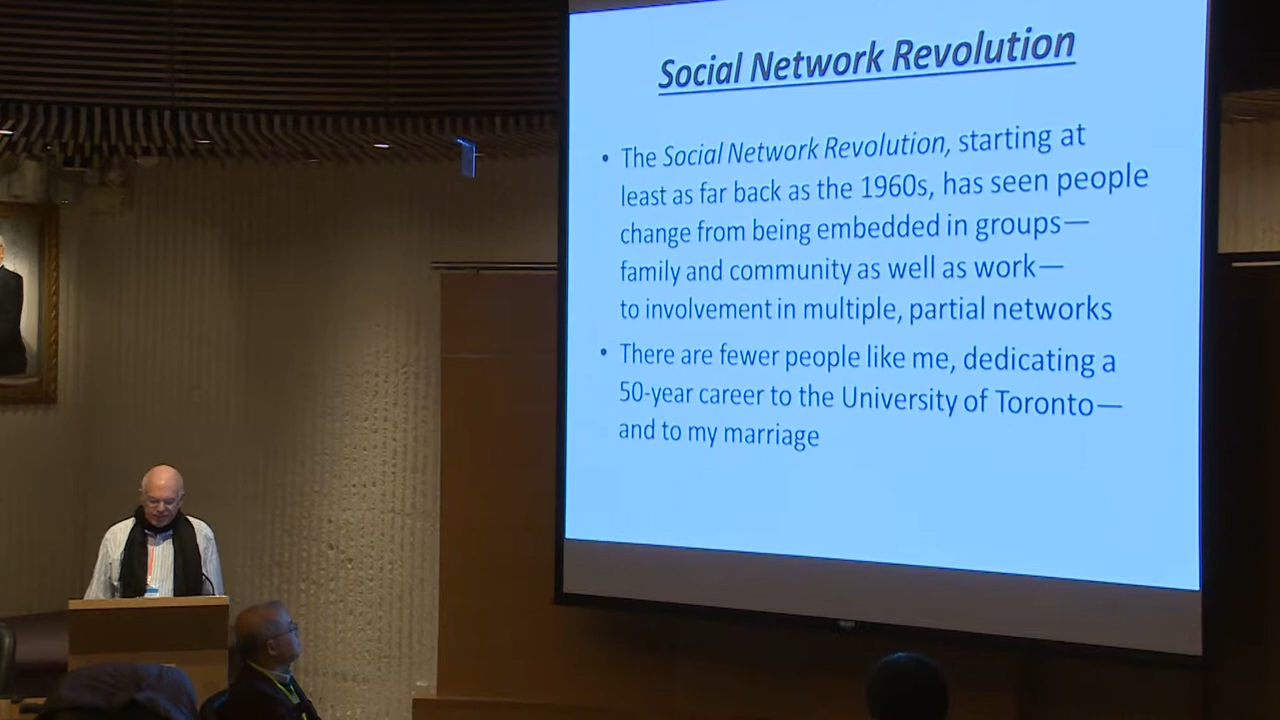 Social Network Revolution
• The Social Network Revolution, starting at
least as far back as the 1960s, has seen people
change from being embedded in groups—
family and community as well as work—
to involvement in multiple, partial networks
• There are fewer people like me, dedicating a
50-year career to the University of Toronto—
and to my marriage